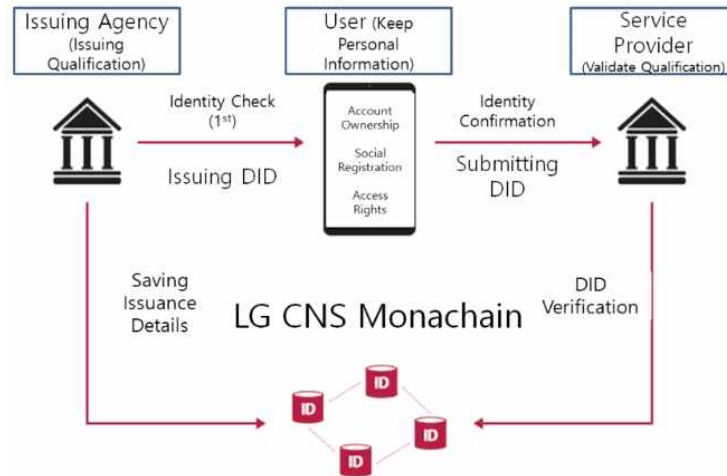 Issuing Agency
(Issuing
Qualification)
User (Keep
Personal
Information)
Service
Provider
(Validate Qualification)
Identity Check
(1st)
Issuing DID
Account
Ownership
Social
Registration
Access
Rights
Identity
Confirmation
Submitting
DID
Saving
Issuance
Details
LG CNS Monachain
DID
Verification
ID
ID
ID
ID